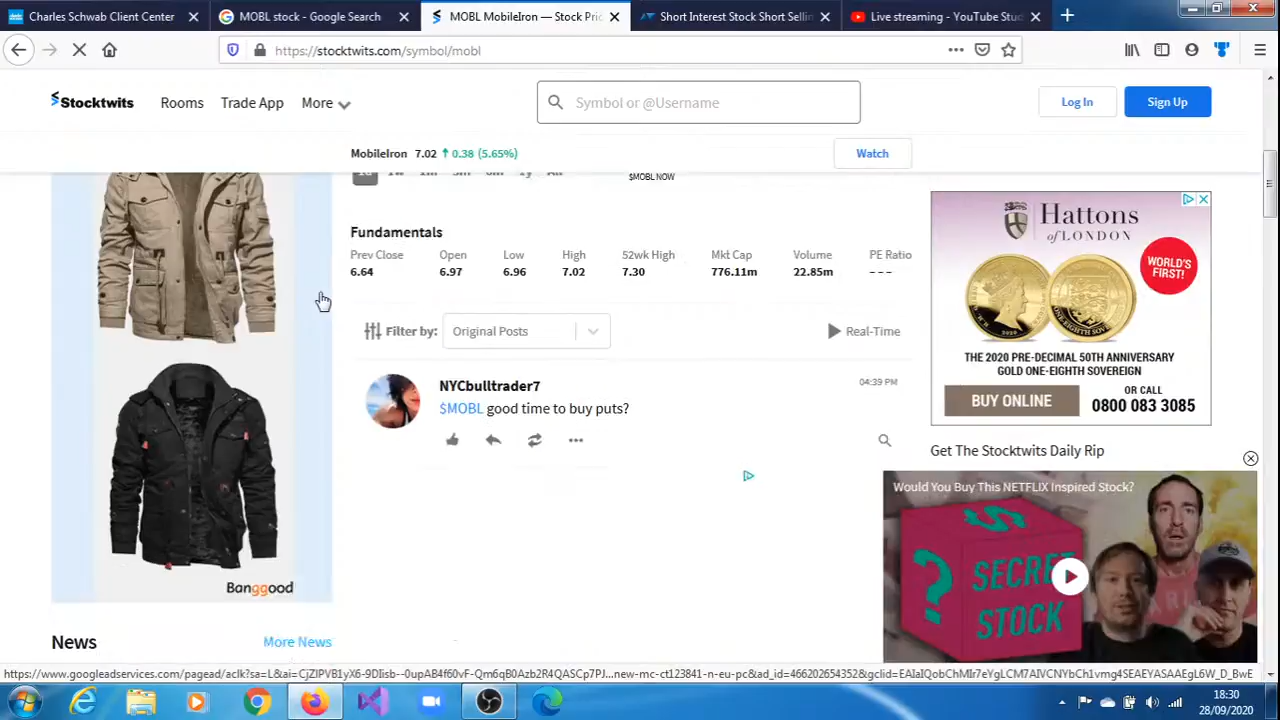 Charles Schwab Client Center
MOBL stock - Google Search
MOBL MobileIron — Stock Pric
Short Interest Stock Short Sellin
Live streaming - YouTube Stud
https://stocktwits.com/symbol/mobl
Stocktwits
Rooms
Trade App
More
Symbol or @Username
Log In
Sign Up
MobileIron 7.02 ↑ 0.38 (5.65%)
Watch
$MOBL NOW
Fundamentals
Prev Close Open Low High 52wk High Mkt Cap Volume PE Ratio
6.64 6.97 6.96 7.02 7.30 776.11m 22.85m ---
Filter by: Original Posts
Real-Time
NYCbulltrader7
04:39 PM
$MOBL good time to buy puts?
Banggood
News
More News
Hattons
of LONDON
WORLD'S
FIRST!
THE 2020 PRE-DECIMAL 50TH ANNIVERSARY
GOLD ONE-EIGHTH SOVEREIGN
BUY ONLINE
OR CALL
0800 083 3085
Get The Stocktwits Daily Rip
Would You Buy This NETFLIX Inspired Stock?
SECRET
STOCK
18:30
28/09/2020